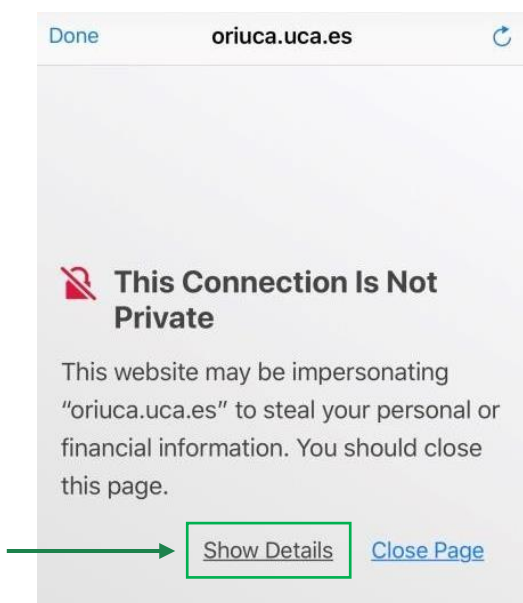 Done oriuca.uca.es
This Connection Is Not
Private
This website may be impersonating
“oriuca.uca.es” to steal your personal or
financial information. You should close
this page.
Show Details Close Page